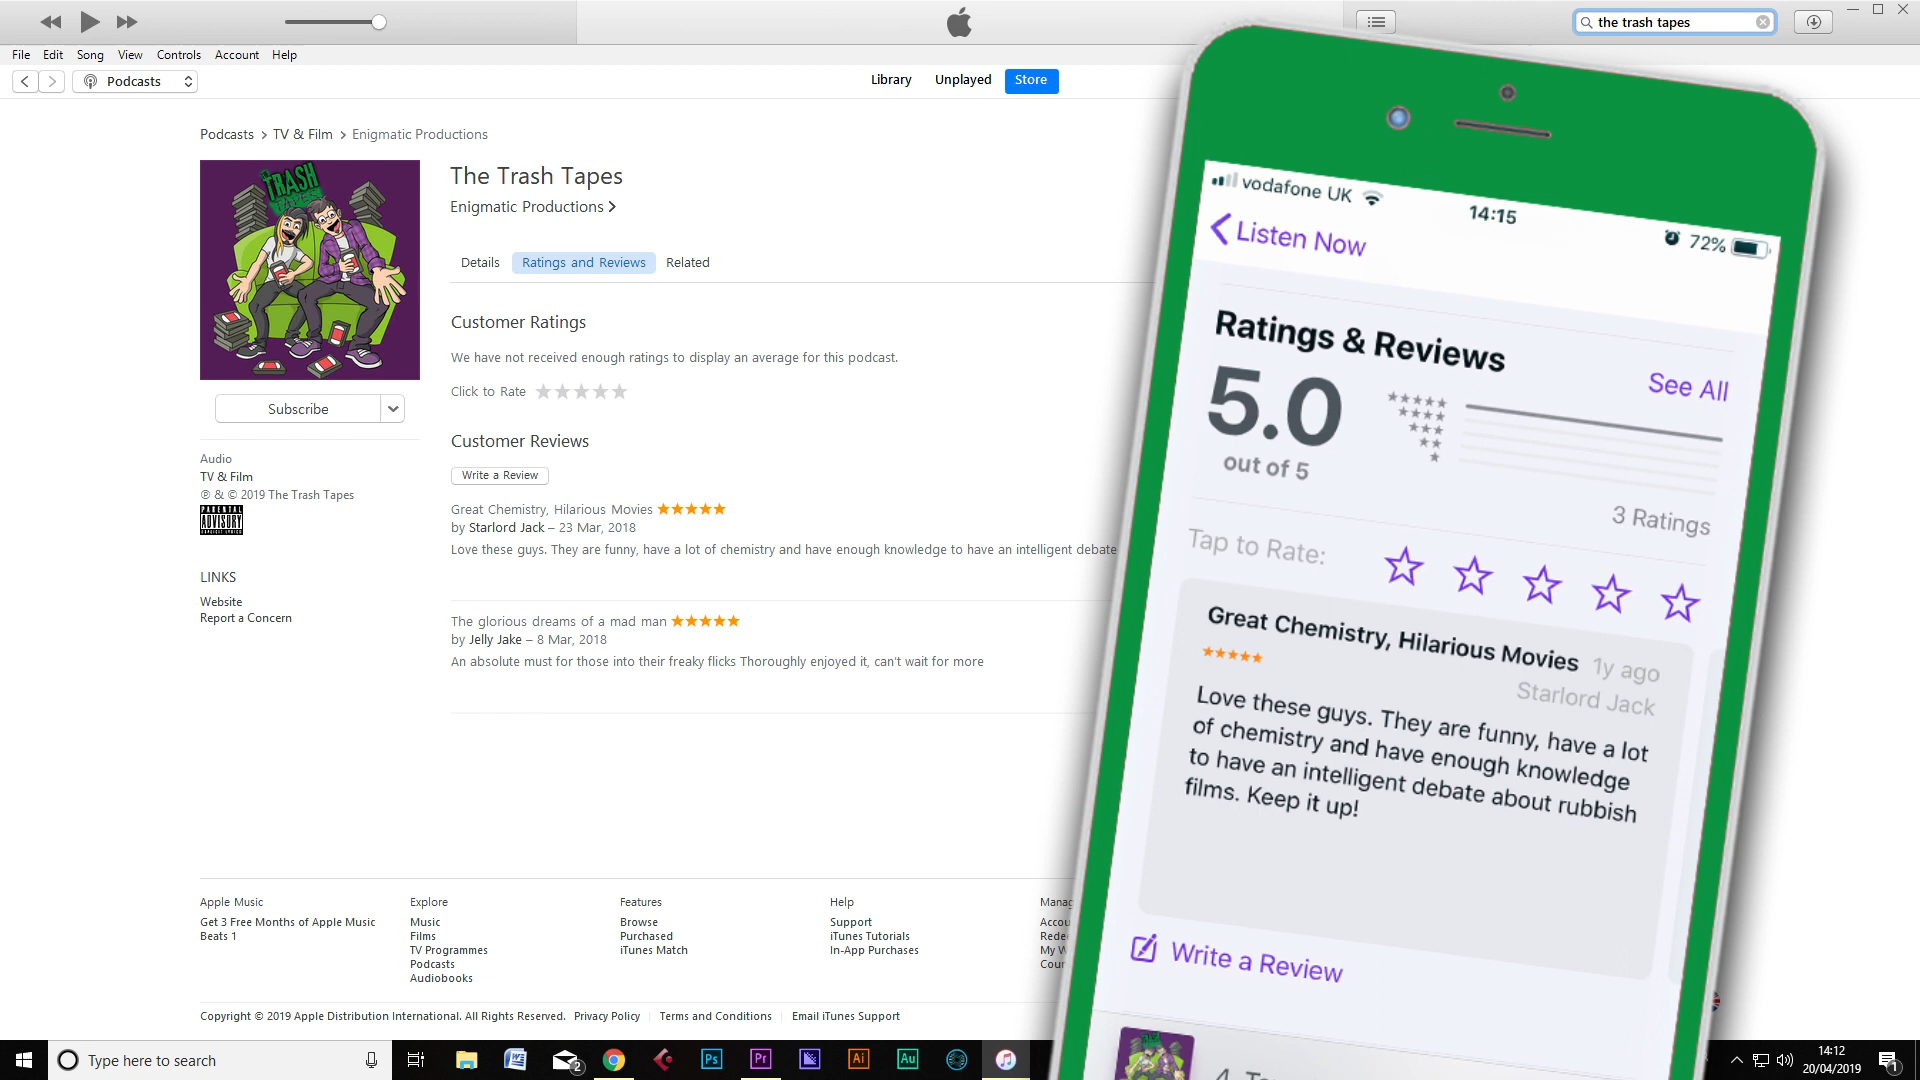 the trash tapes
File Edit Song View Controls Account Help
Podcasts
Library Unplayed Store
Podcasts > TV & Film > Enigmatic Productions
The Trash Tapes
Enigmatic Productions >
Details Ratings and Reviews Related
Customer Ratings
We have not received enough ratings to display an average for this podcast.
Click to Rate
Subscribe
Customer Reviews
Write a Review
Audio
TV & Film
℗ & © 2019 The Trash Tapes
PARENTAL
ADVISORY
EXPLICIT LYRICS
Great Chemistry, Hilarious Movies ★★★★★
by Starlord Jack – 23 Mar, 2018
Love these guys. They are funny, have a lot of chemistry and have enough knowledge to have an intelligent debate
LINKS
Website
Report a Concern
The glorious dreams of a mad man ★★★★★
by Jelly Jake – 8 Mar, 2018
An absolute must for those into their freaky flicks Thoroughly enjoyed it, can't wait for more
TRASH
TAPES
Apple Music
Get 3 Free Months of Apple Music
Beats 1
Explore
Music
Films
TV Programmes
Podcasts
Audiobooks
Features
Browse
Purchased
iTunes Match
Help
Support
iTunes Tutorials
In-App Purchases
Copyright © 2019 Apple Distribution International. All Rights Reserved. Privacy Policy Terms and Conditions Email iTunes Support
Type here to search
2
Ps Pr Ai Au
14:12
20/04/2019
1
vodafone UK 14:15 72%
Listen Now
Ratings & Reviews
See All
5.0
out of 5
3 Ratings
Tap to Rate:
Great Chemistry, Hilarious Movies 1y ago
★★★★★ Starlord Jack
Love these guys. They are funny, have a lot
of chemistry and have enough knowledge
to have an intelligent debate about rubbish
films. Keep it up!
Write a Review